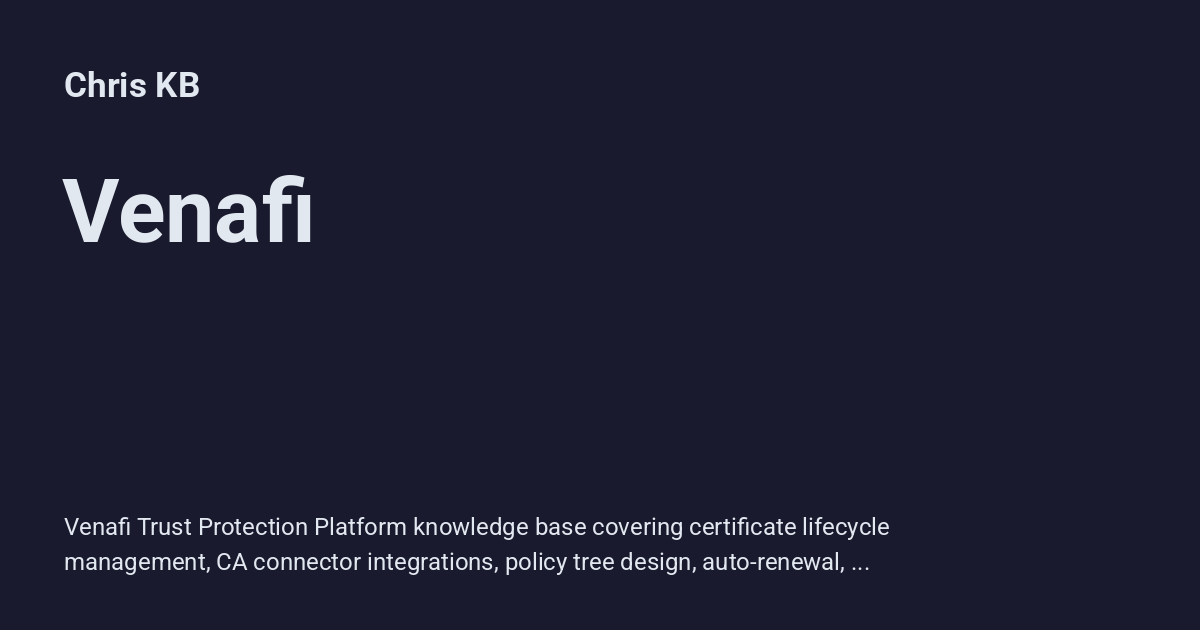 Chris KB
Venafi
Venafi Trust Protection Platform knowledge base covering certificate lifecycle
management, CA connector integrations, policy tree design, auto-renewal, ...